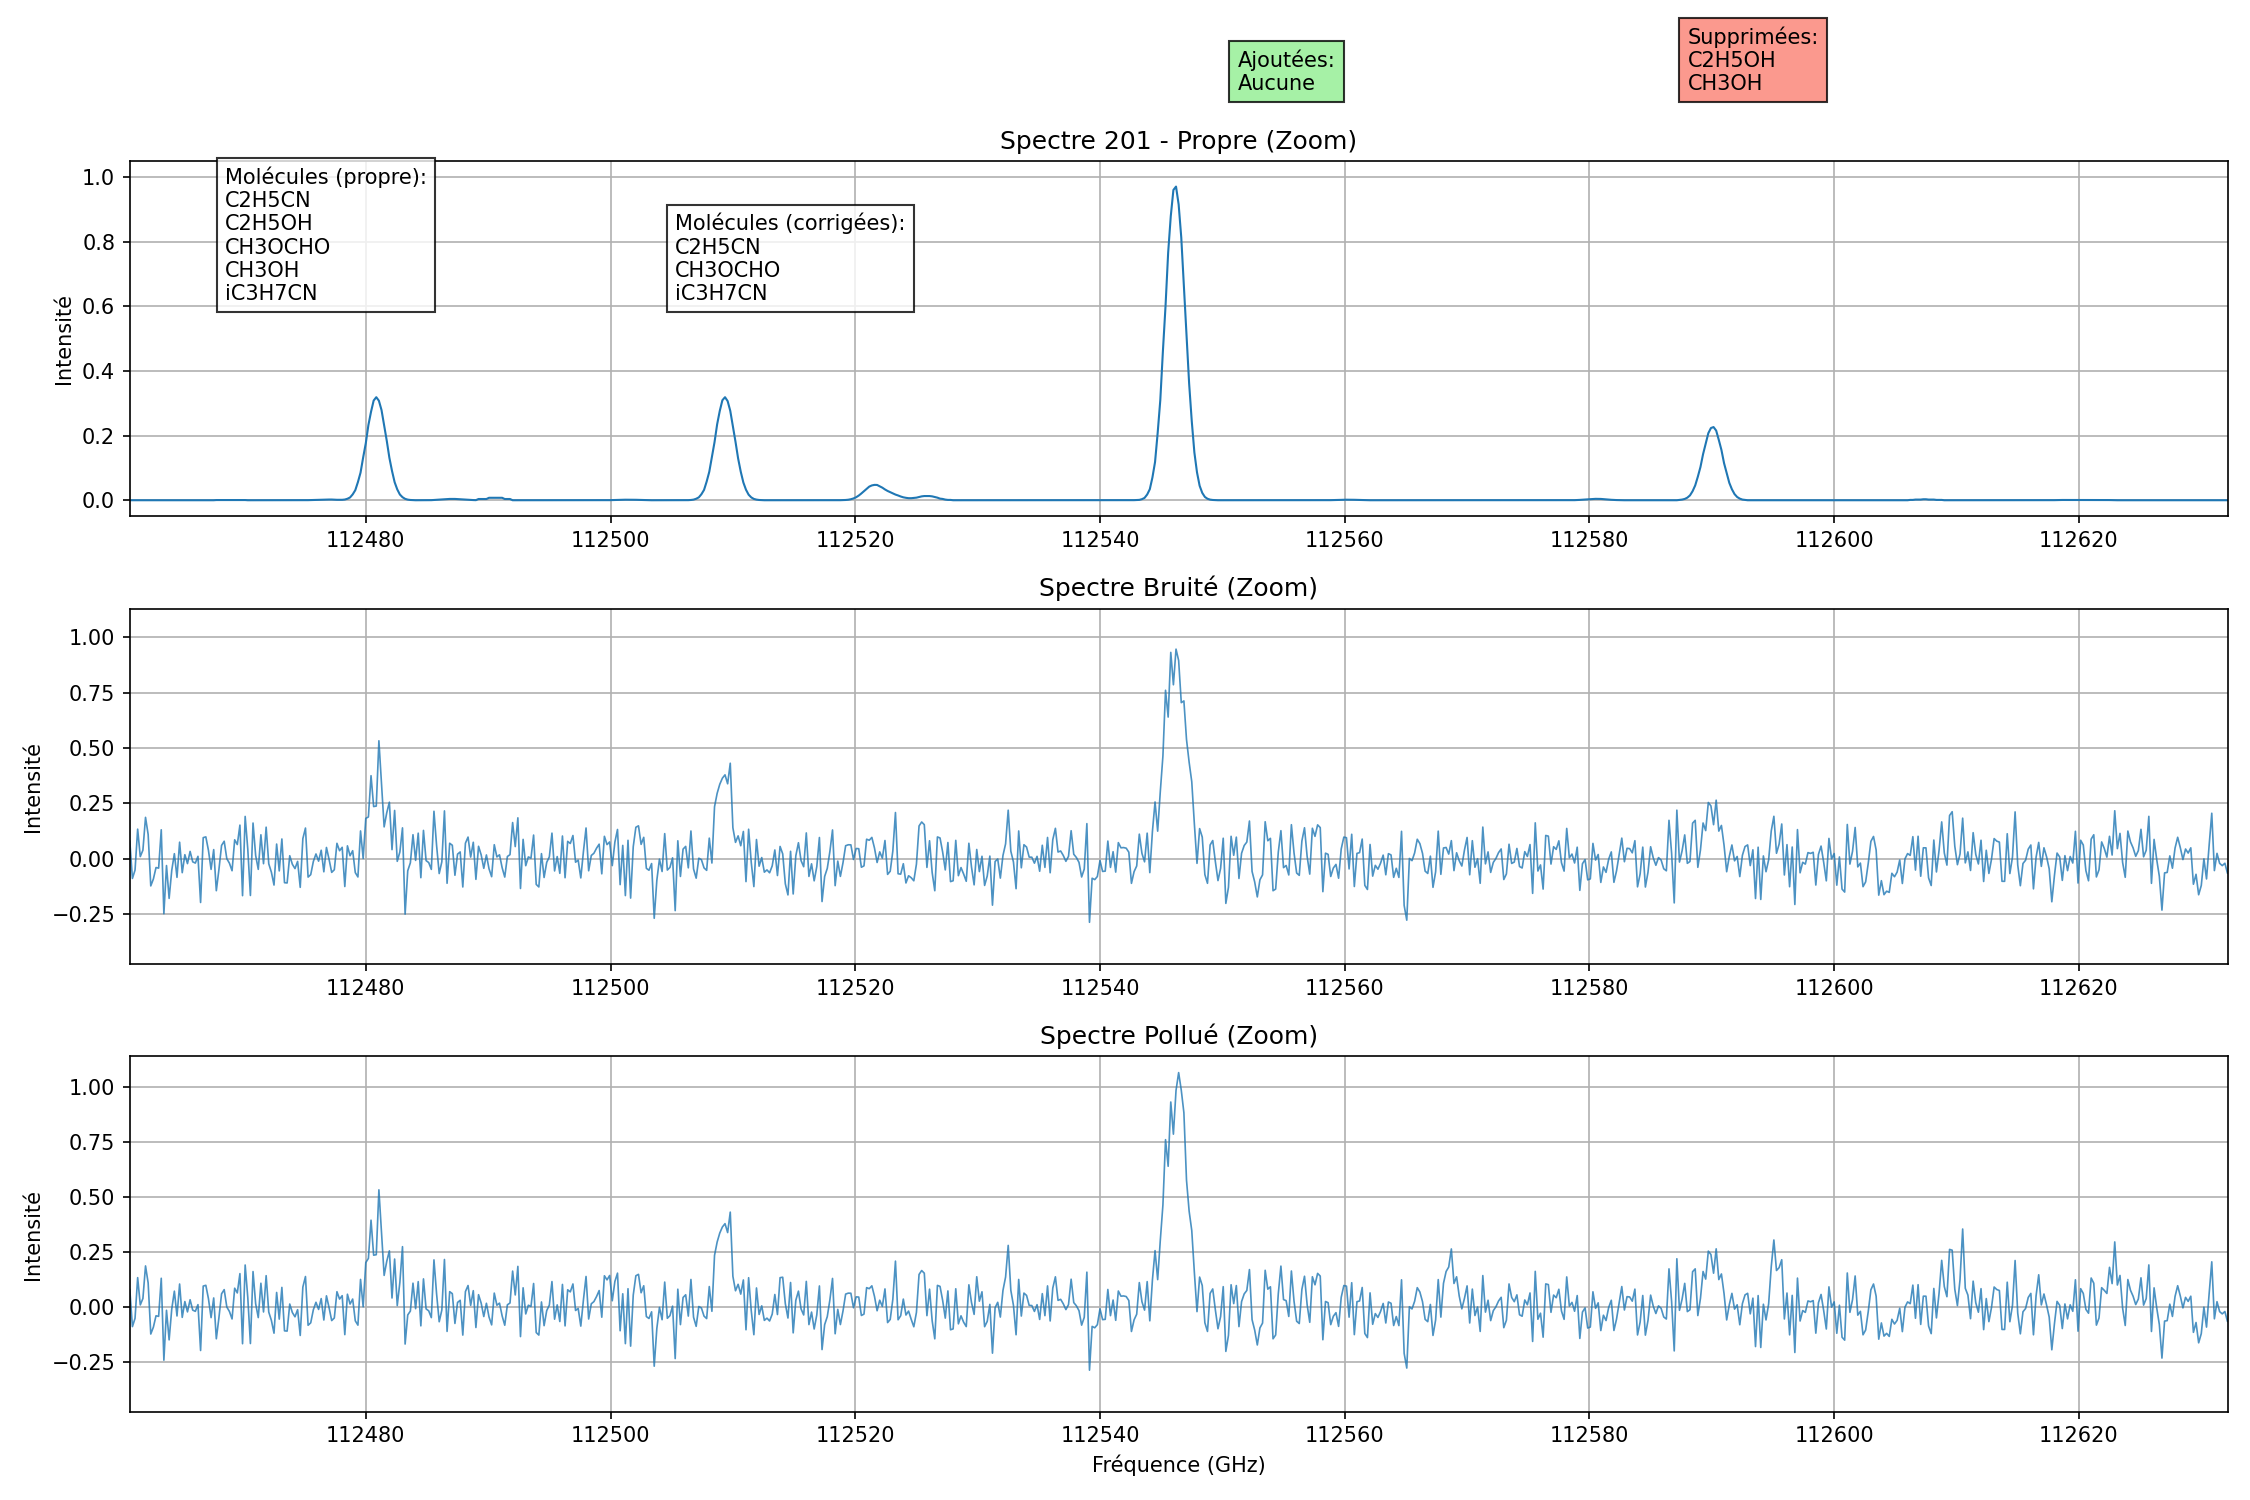 Ajoutées:
Aucune
Supprimées:
C2H5OH
CH3OH
Spectre 201 - Propre (Zoom)
Molécules (propre):
C2H5CN
C2H5OH
CH3OCHO
CH3OH
iC3H7CN
Molécules (corrigées):
C2H5CN
CH3OCHO
iC3H7CN
Intensité
1.0
0.8
0.6
0.4
0.2
0.0
112480 112500 112520 112540 112560 112580 112600 112620
Spectre Bruité (Zoom)
Intensité
1.00
0.75
0.50
0.25
0.00
−0.25
112480 112500 112520 112540 112560 112580 112600 112620
Spectre Pollué (Zoom)
Intensité
1.00
0.75
0.50
0.25
0.00
−0.25
112480 112500 112520 112540 112560 112580 112600 112620
Fréquence (GHz)